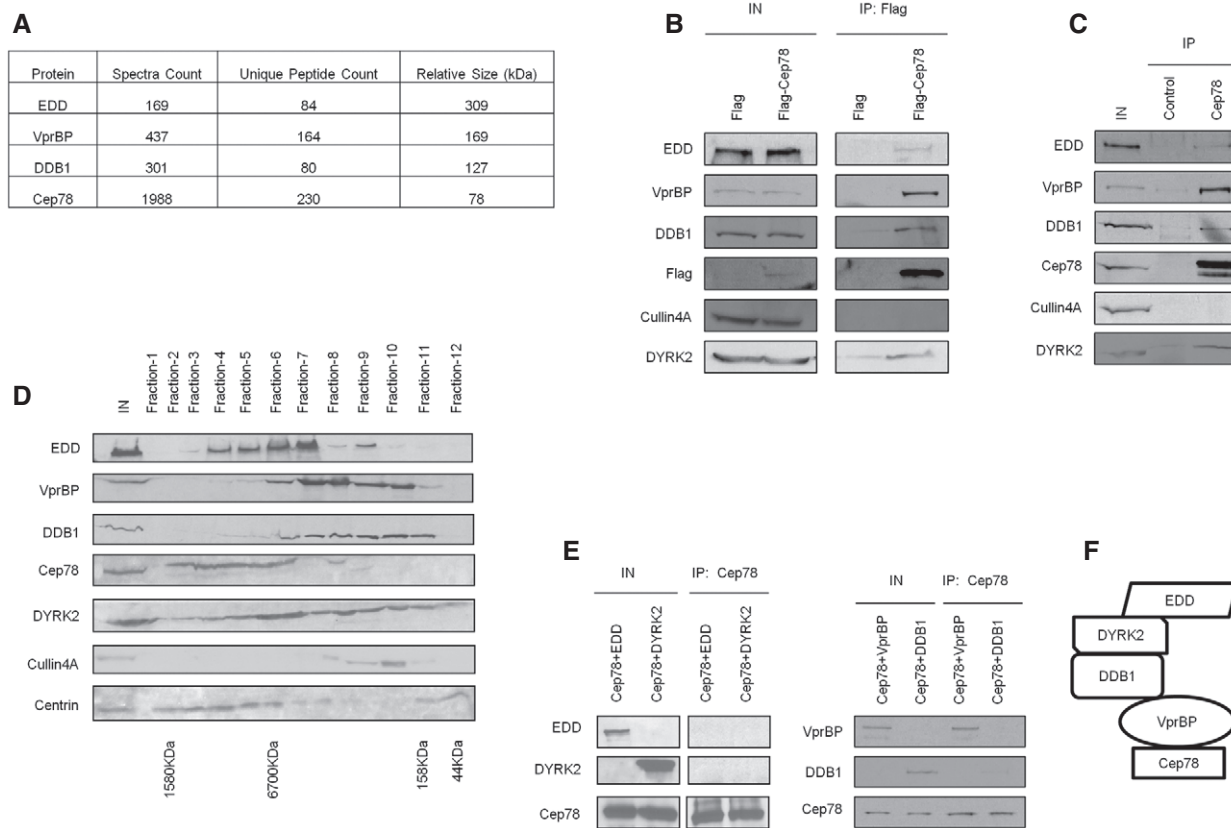 A
Protein Spectra Count Unique Peptide Count Relative Size (kDa)
EDD 169 84 309
VprBP 437 164 169
DDB1 301 80 127
Cep78 1988 230 78
B
IN IP: Flag
Flag Flag-Cep78 Flag Flag-Cep78
EDD
VprBP
DDB1
Flag
Cullin4A
DYRK2
C
IP
IN Control Cep78
EDD
VprBP
DDB1
Cep78
Cullin4A
DYRK2
D
IN Fraction-1 Fraction-2 Fraction-3 Fraction-4 Fraction-5 Fraction-6 Fraction-7 Fraction-8 Fraction-9 Fraction-10 Fraction-11 Fraction-12
EDD
VprBP
DDB1
Cep78
DYRK2
Cullin4A
Centrin
1580KDa 6700KDa 158KDa 44KDa
E
IN IP: Cep78
Cep78+EDD Cep78+DYRK2 Cep78+EDD Cep78+DYRK2
EDD
DYRK2
Cep78
IN IP: Cep78
Cep78+VprBP Cep78+DDB1 Cep78+VprBP Cep78+DDB1
VprBP
DDB1
Cep78
F
EDD
DYRK2
DDB1
VprBP
Cep78